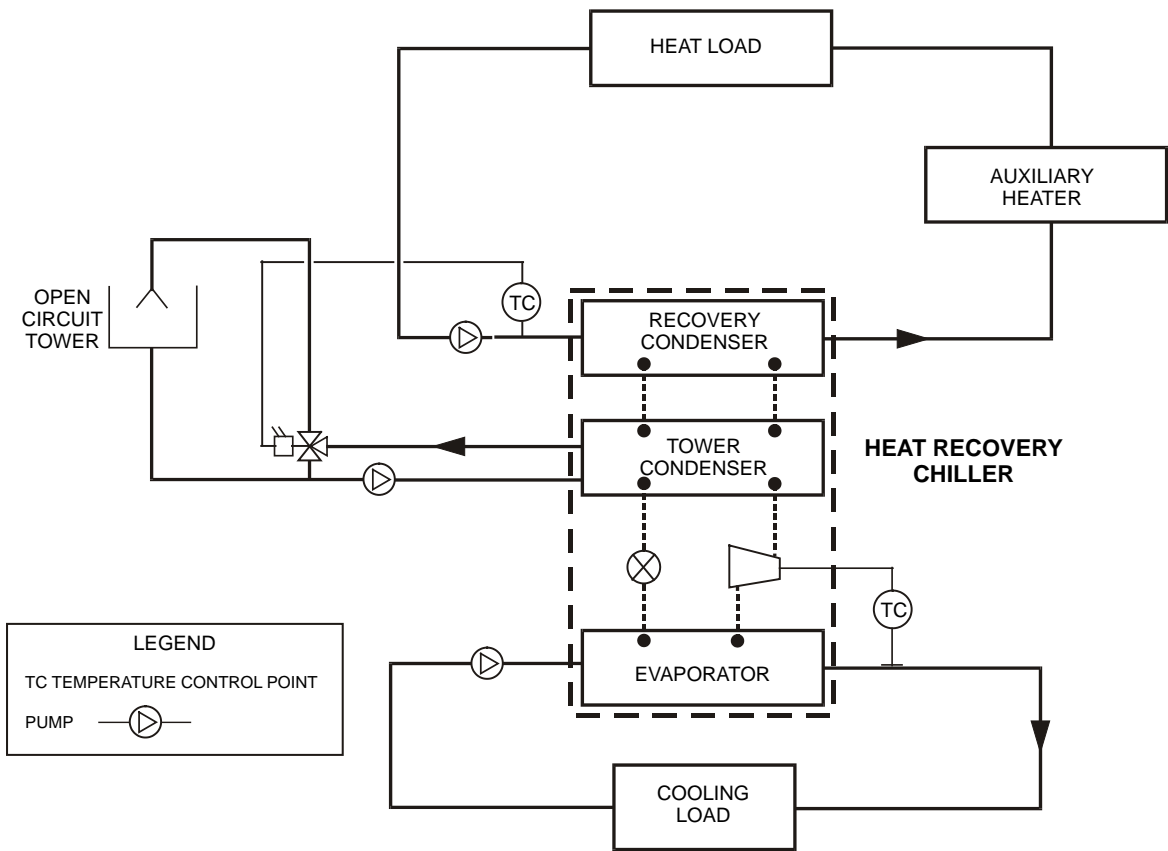 HEAT LOAD
AUXILIARY
HEATER
OPEN
CIRCUIT
TOWER
TC
RECOVERY
CONDENSER
TOWER
CONDENSER
HEAT RECOVERY
CHILLER
TC
EVAPORATOR
COOLING
LOAD
LEGEND
TC TEMPERATURE CONTROL POINT
PUMP